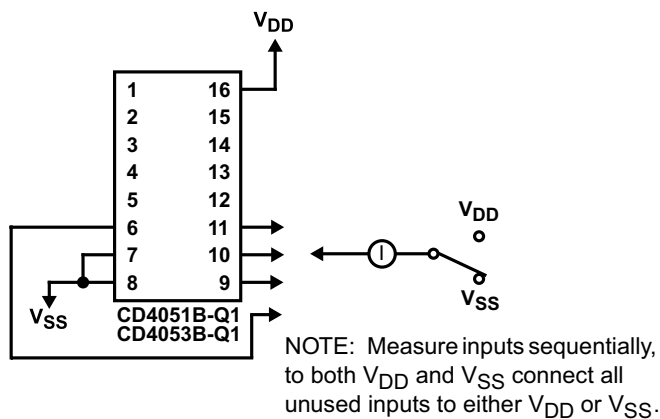 VDD
1 16
2 15
3 14
4 13
5 12
6 11
7 10
8 9
I
VDD
VSS
VSS
CD4051B-Q1
CD4053B-Q1
NOTE: Measure inputs sequentially,
to both VDD and VSS connect all
unused inputs to either VDD or VSS.